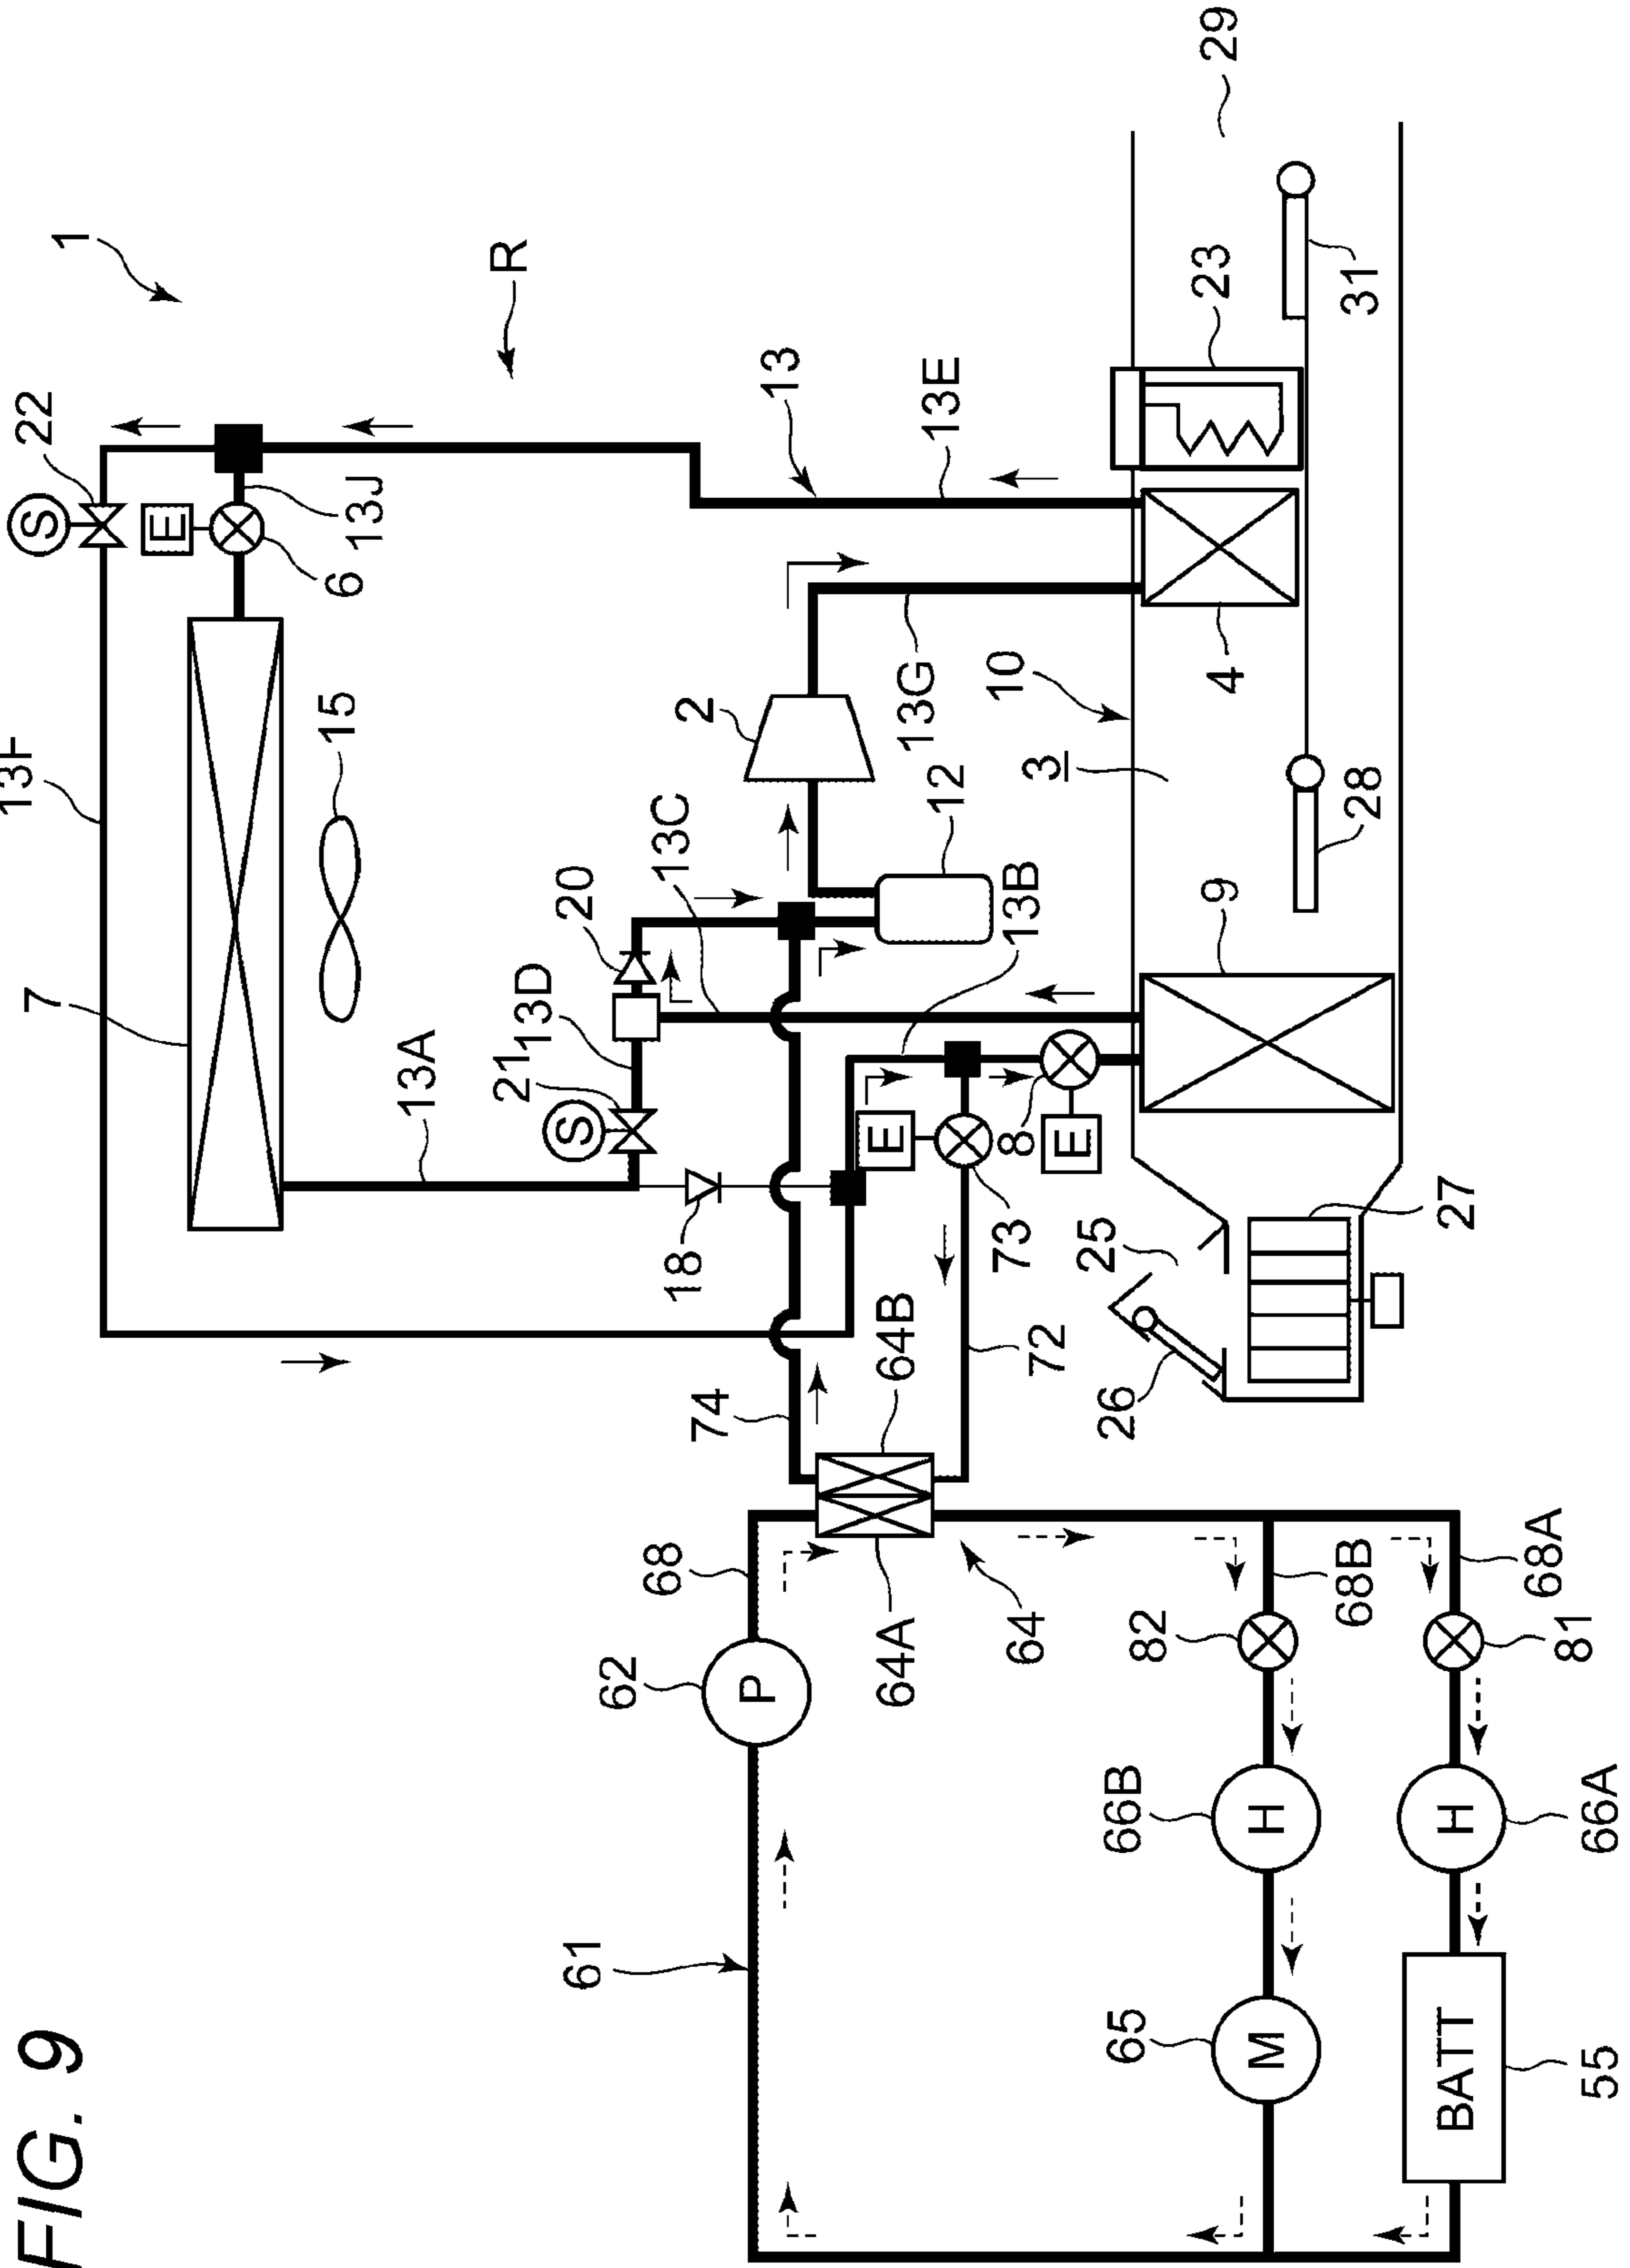 FIG. 9
1
R
22
S
E
13J
6
13F
15
7
13A
13
13E
2
13G
10
3
12
13C
13B
20
13D
21
S
18
E
8
E
73
72
74
64B
64A
64
68
62
P
61
82
68B
68A
81
66B
H
66A
H
65
M
BATT
55
29
23
31
4
28
9
27
25
26